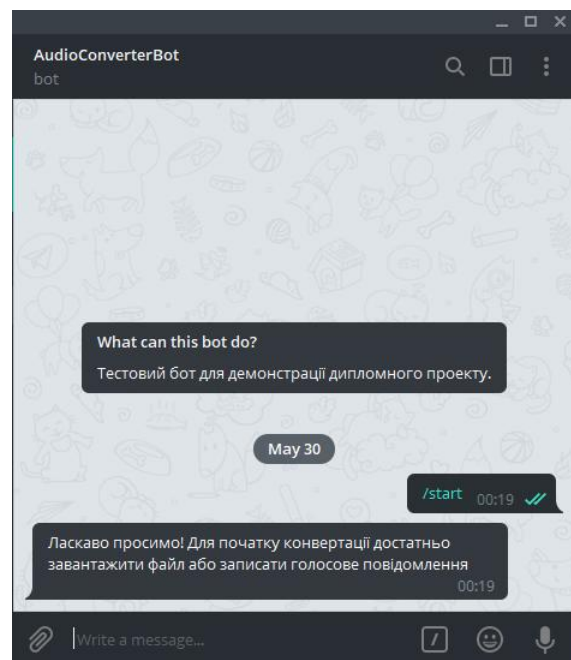 AudioConverterBot
bot
What can this bot do?
Тестовий бот для демонстрації дипломного проекту.
May 30
/start 00:19
Ласкаво просимо! Для початку конвертації достатньо
завантажити файл або записати голосове повідомлення
00:19
Write a message...